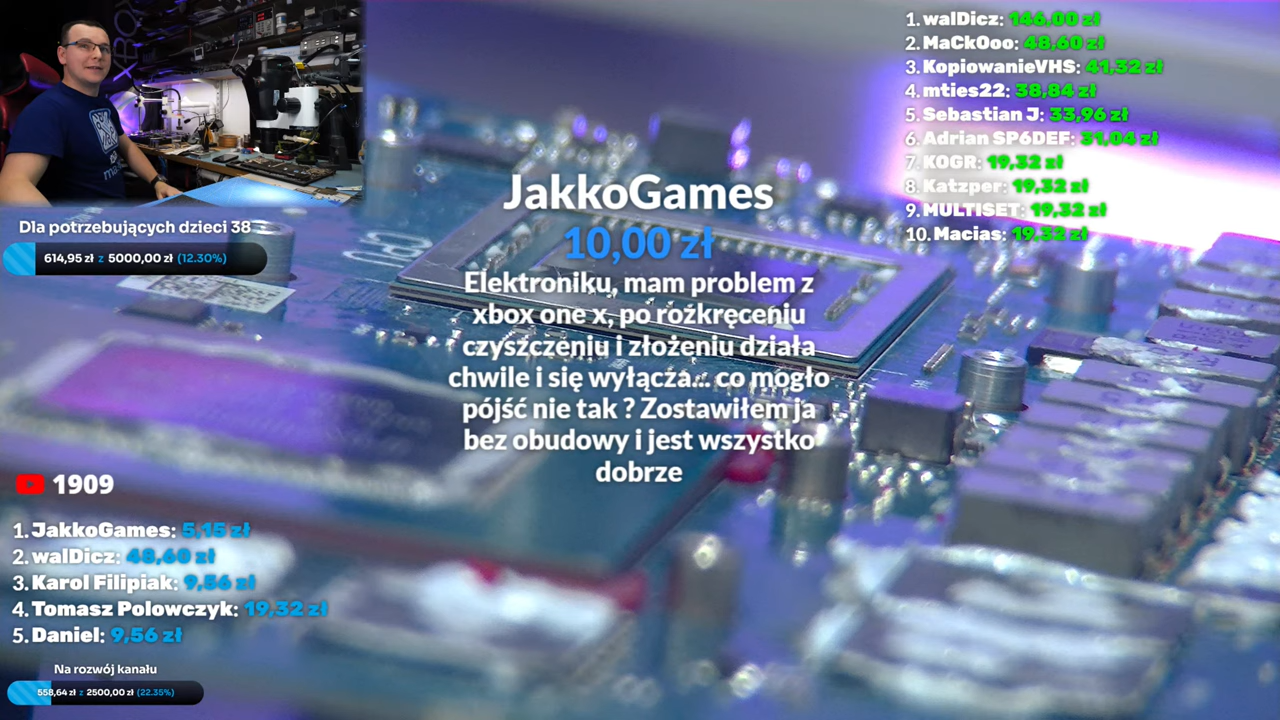 1. walDicz: 146,00 zł
2. MaCkOoo: 48,60 zł
3. KopiowanieVHS: 41,32 zł
4. mties22: 38,84 zł
5. Sebastian J: 33,96 zł
6. Adrian SP6DEF: 31,04 zł
7. KOGR: 19,32 zł
8. Katzper: 19,32 zł
9. MULTISET: 19,32 zł
10. Macias: 19,32 zł
XBOX
JakkoGames
10,00 zł
Elektroniku, mam problem z
xbox one x, po rozkręceniu
czyszczeniu i złożeniu działa
chwile i się wyłącza... co mogło
pójść nie tak ? Zostawiłem ja
bez obudowy i jest wszystko
dobrze
Dla potrzebujących dzieci 38
614,95 zł z 5000,00 zł (12.30%)
1909
1. JakkoGames: 5,15 zł
2. walDicz: 48,60 zł
3. Karol Filipiak: 9,56 zł
4. Tomasz Polowczyk: 19,32 zł
5. Daniel: 9,56 zł
Na rozwój kanału
558,64 zł z 2500,00 zł (22.35%)